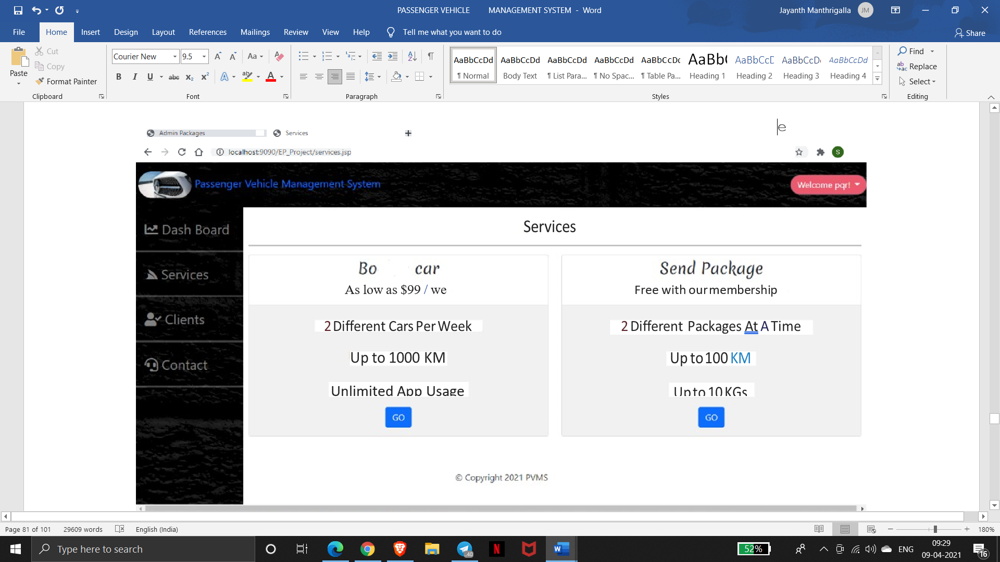 PASSENGER VEHICLE MANAGEMENT SYSTEM - Word
Jayanth Manthrigalla JM
File Home Insert Design Layout References Mailings Review View Help Tell me what you want to do
Share
Paste
Cut
Copy
Format Painter
Clipboard
Courier New 9.5
Font
Paragraph
AaBbCcDd AaBbCcDd AaBbCcDd AaBbCcDd AaBbCcDc AaBb( AaBbCcD AaBbCcD AaBbCcDd
¶ Normal Body Text ¶ List Para... ¶ No Spac... ¶ Table Pa... Heading 1 Heading 2 Heading 3 Heading 4
Styles
Find
Replace
Select
Editing
e
Admin Packages Services +
localhost:9090/EP_Project/services.jsp
S
Passenger Vehicle Management System
Welcome pqr!
Dash Board
Services
Clients
Contact
Services
Bo car
As low as $99 / we
2 Different Cars Per Week
Up to 1000 KM
Unlimited App Usage
GO
Send Package
Free with our membership
2 Different Packages At A Time
Up to 100 KM
Up to 10 KGs
GO
© Copyright 2021 PVMS
Page 81 of 101 29609 words English (India)
180%
Type here to search
40
52%
ENG
09:29
09-04-2021
16